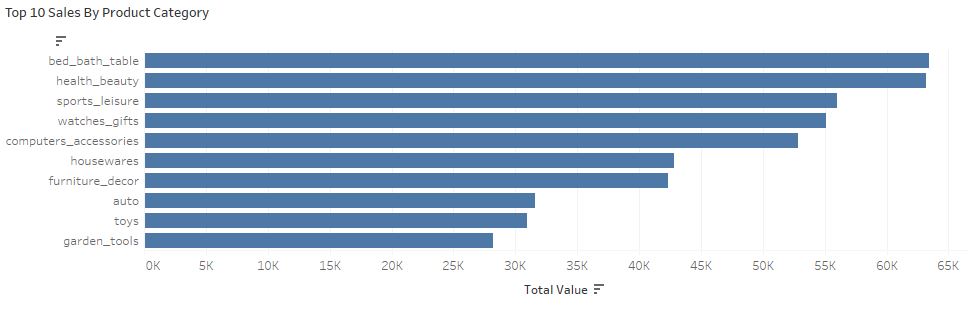 Top 10 Sales By Product Category
bed_bath_table
health_beauty
sports_leisure
watches_gifts
computers_accessories
housewares
furniture_decor
auto
toys
garden_tools
0K 5K 10K 15K 20K 25K 30K 35K 40K 45K 50K 55K 60K 65K
Total Value